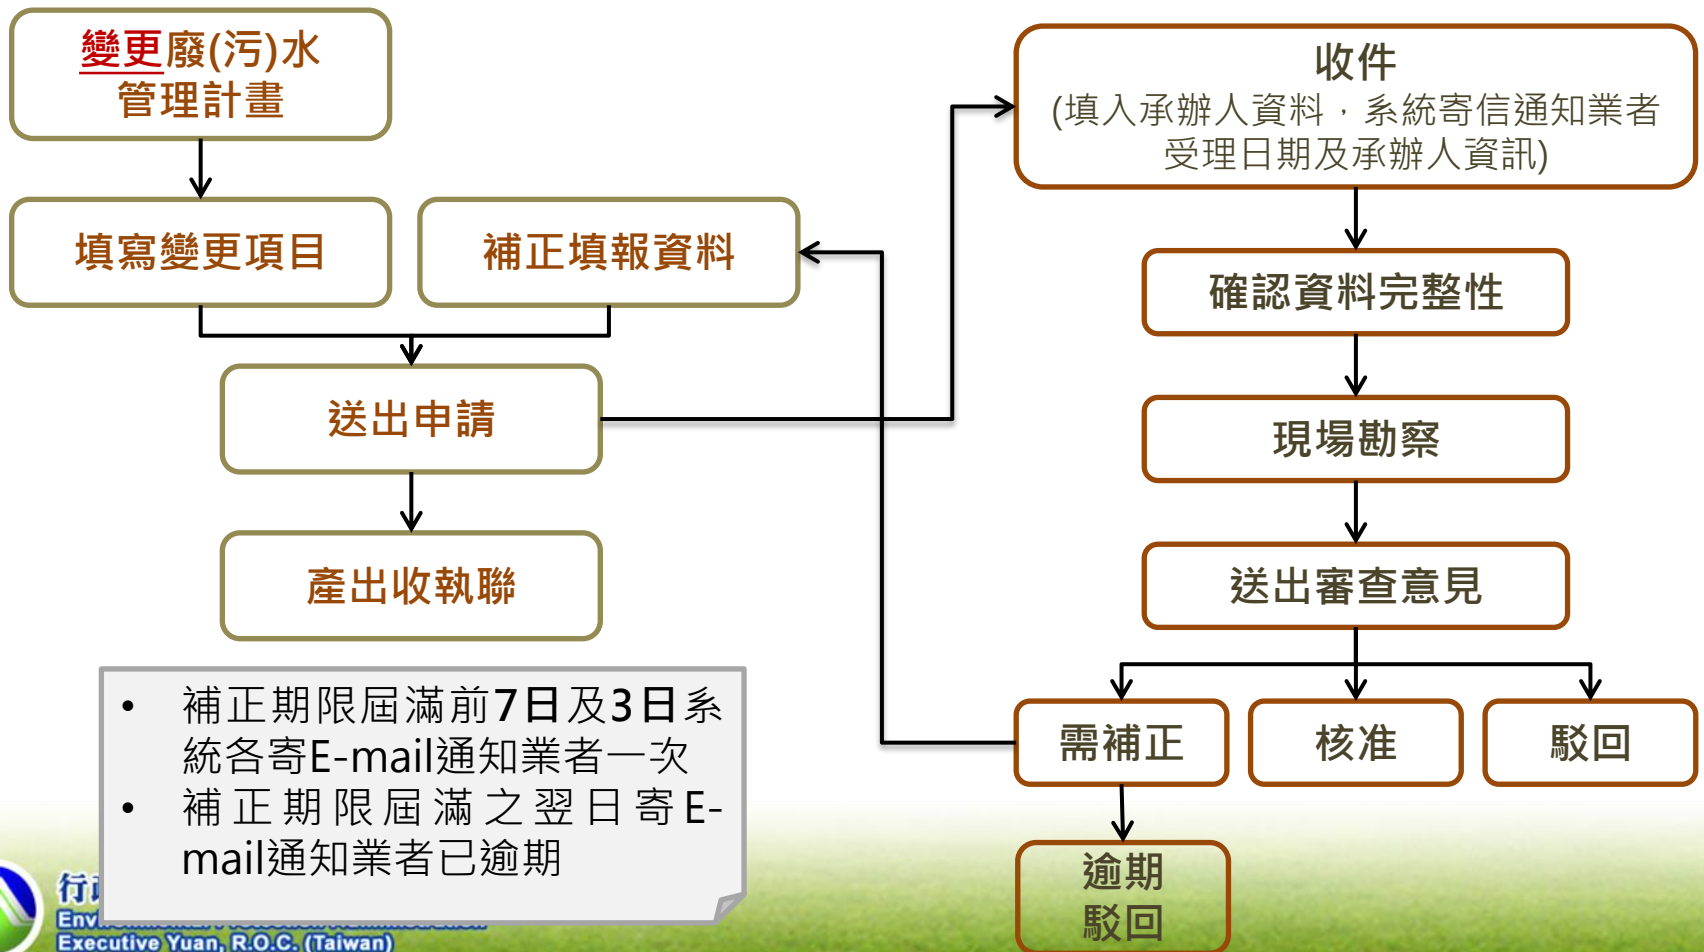 變更廢(污)水
管理計畫
填寫變更項目
補正填報資料
送出申請
產出收執聯
收件
(填入承辦人資料，系統寄信通知業者
受理日期及承辦人資訊)
確認資料完整性
現場勘察
送出審查意見
需補正
核准
駁回
逾期
駁回
• 補正期限屆滿前7日及3日系
統各寄E-mail通知業者一次
• 補正期限屆滿之翌日寄E-
mail通知業者已逾期
Executive Yuan, R.O.C. (Taiwan)